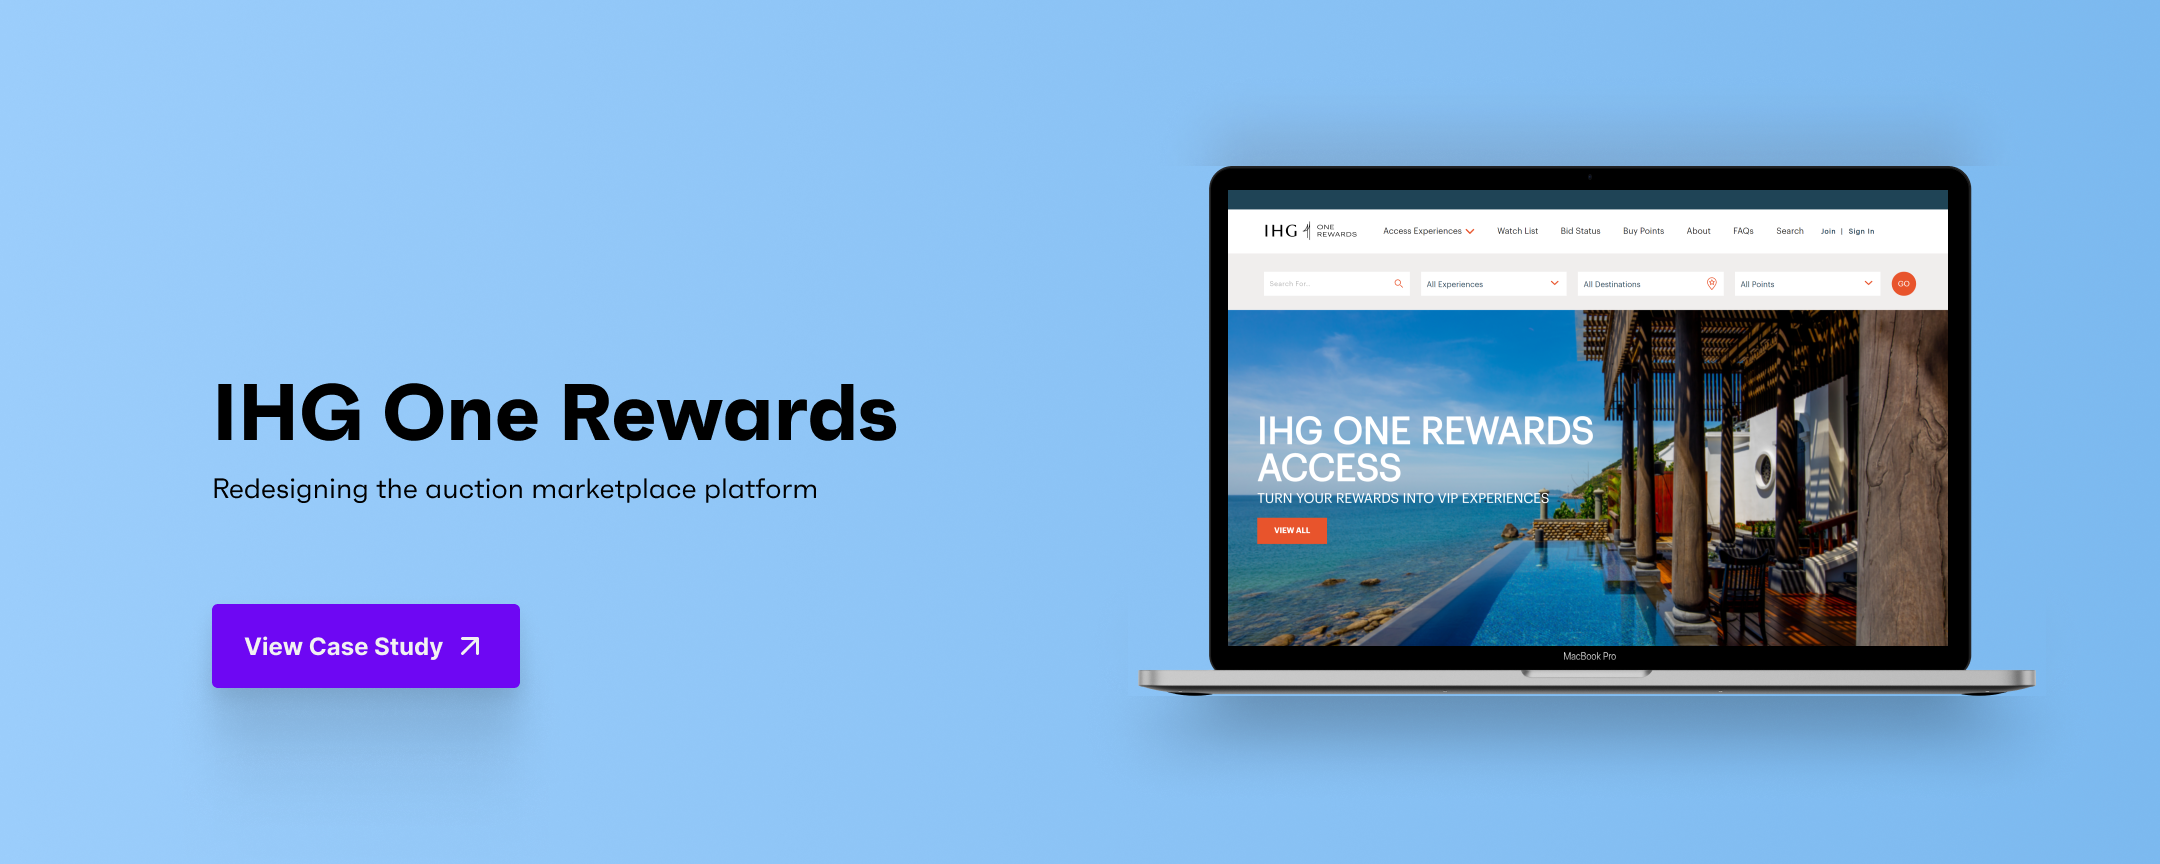 IHG One Rewards
Redesigning the auction marketplace platform
View Case Study
IHG ONE REWARDS
Access Experiences Watch List Bid Status Buy Points About FAQs Search Join | Sign In
Search For... All Experiences All Destinations All Points GO
IHG ONE REWARDS
ACCESS
TURN YOUR REWARDS INTO VIP EXPERIENCES
VIEW ALL
MacBook Pro